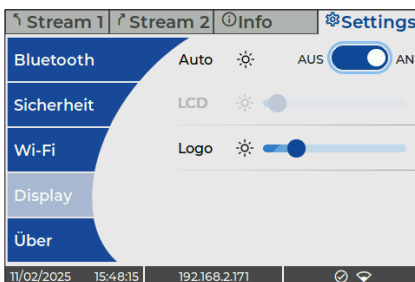 Stream 1 Stream 2 Info Settings
Bluetooth
Auto AUS AN
Sicherheit
LCD
Wi-Fi
Logo
Display
Über
11/02/2025 15:48:15 192.168.2.171